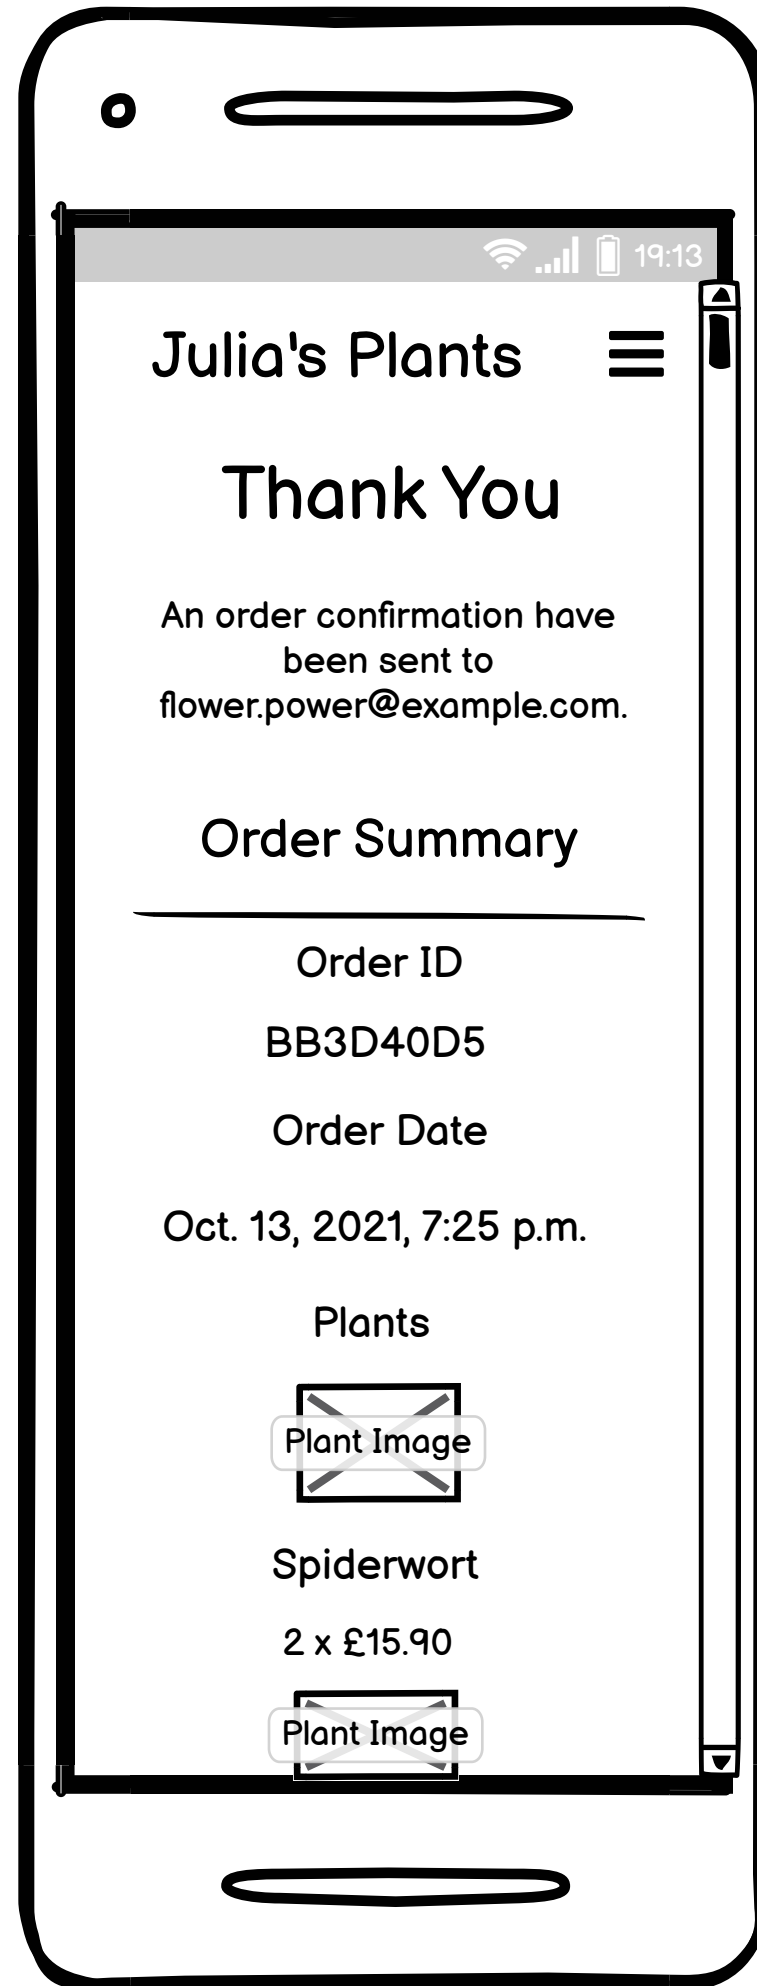 19:13
Julia's Plants
Thank You
An order confirmation have
been sent to
flower.power@example.com.
Order Summary
Order ID
BB3D40D5
Order Date
Oct. 13, 2021, 7:25 p.m.
Plants
Plant Image
Spiderwort
2 x £15.90
Plant Image